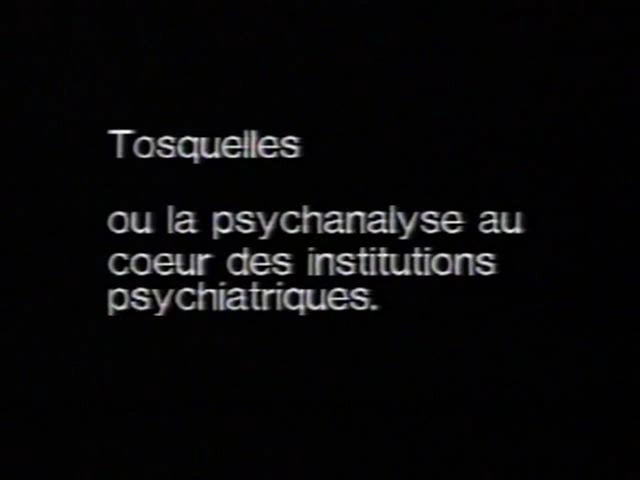 Tosquelles
ou la psychanalyse au
coeur des institutions
psychiatriques.